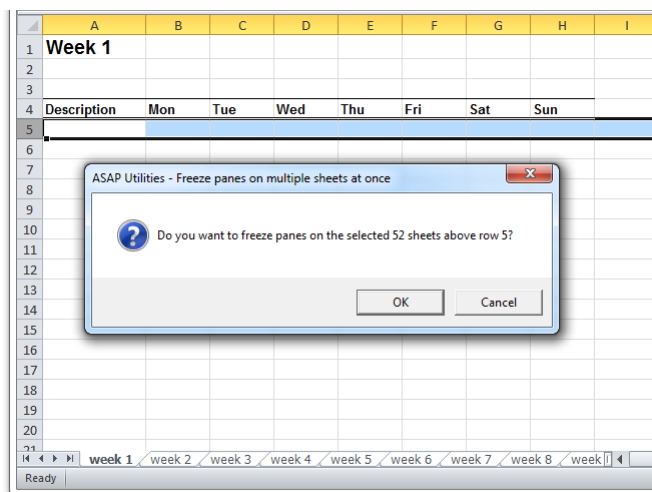 A B C D E F G H I
1 Week 1
2
3
4 Description Mon Tue Wed Thu Fri Sat Sun
5
6
7
ASAP Utilities - Freeze panes on multiple sheets at once
8
9
10
Do you want to freeze panes on the selected 52 sheets above row 5?
11
12
13
OK Cancel
14
15
16
17
18
19
20
21
week 1 week 2 week 3 week 4 week 5 week 6 week 7 week 8 week
Ready